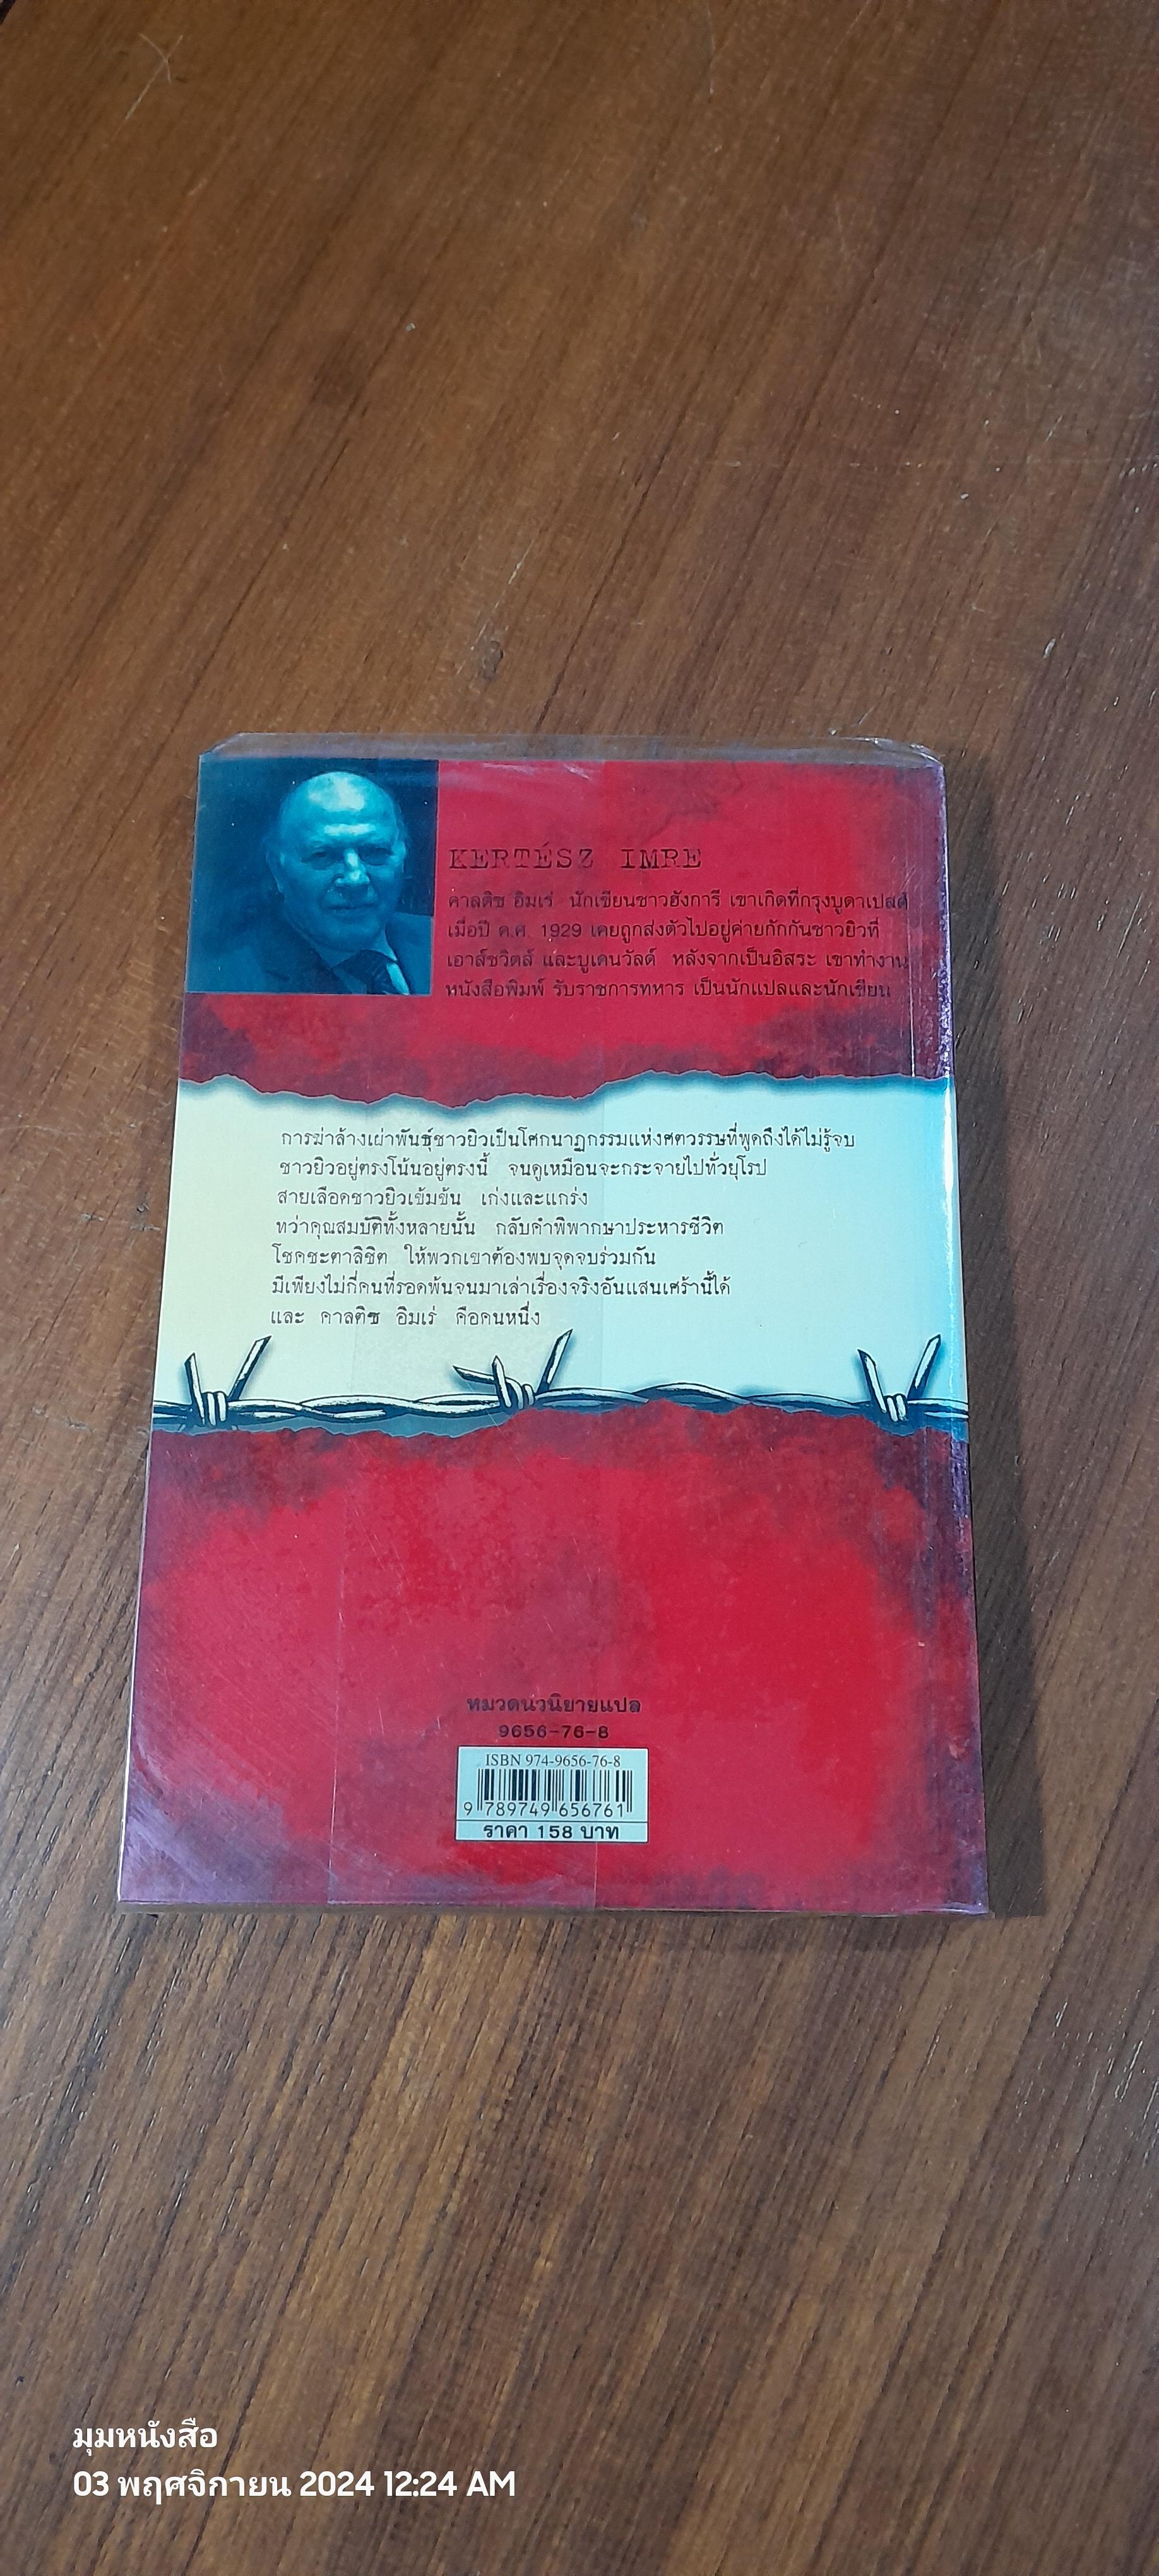 KERTÉSZ IMRE
คาลติซ อิมเร่ นักเขียนชาวฮังการี เขาเกิดที่กรุงบูดาเปสต์
เมื่อปี ค.ศ. 1929 เคยถูกส่งตัวไปอยู่ค่ายกักกันชาวยิวที่
เอาส์ชวิตส์ และบูเคนวัลด์ หลังจากเป็นอิสระ เขาทำงาน
หนังสือพิมพ์ รับราชการทหาร เป็นนักแปลและนักเขียน
การฆ่าล้างเผ่าพันธุ์ชาวยิวเป็นโศกนาฏกรรมแห่งศตวรรษที่พูดถึงได้ไม่รู้จบ
ชาวยิวอยู่ตรงโน้นอยู่ตรงนี้ จนดูเหมือนจะกระจายไปทั่วยุโรป
สายเลือดชาวยิวเข้มข้น เก่งและแกร่ง
ทว่าคุณสมบัติทั้งหลายนั้น กลับคำพิพากษาประหารชีวิต
โชคชะตาลิขิต ให้พวกเขาต้องพบจุดจบร่วมกัน
มีเพียงไม่กี่คนที่รอดพ้นจนมาเล่าเรื่องจริงอันแสนเศร้านี้ได้
และ คาลติซ อิมเร่ คือคนหนึ่ง
หมวดนวนิยายแปล
9656-76-8
ISBN 974-9656-76-8
9 789749 656761
ราคา 158 บาท
มุมหนังสือ
03 พฤศจิกายน 2024 12:24 AM